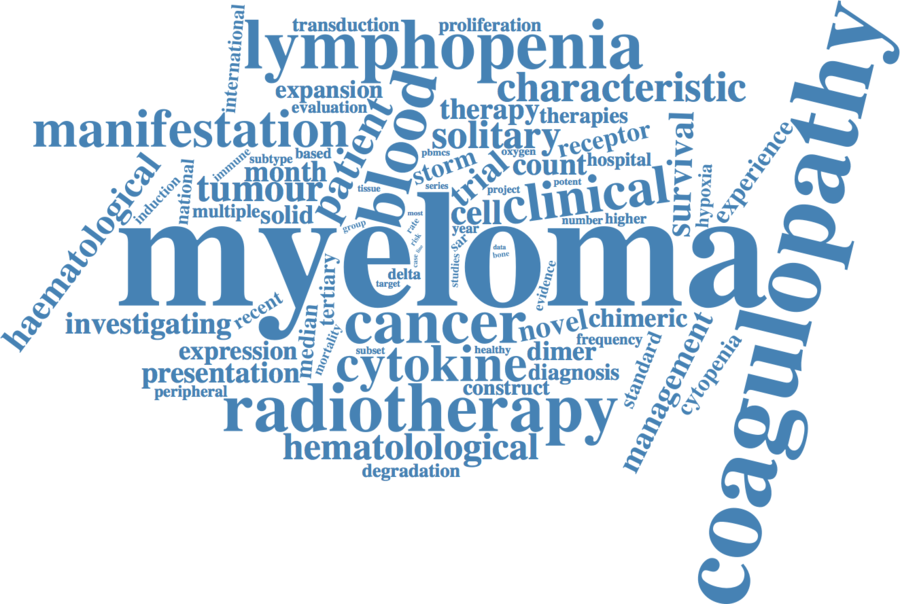 international
transduction
proliferation
lymphopenia
expansion
characteristic
evaluation
blood
therapy
therapies
manifestation
patient
solitary
receptor
coagulopathy
immune
subtype
based
pbmcs
oxygen
storm
trial
count
hospital
survival
experience
haematological
induction
national
month
tumour
tissue
series
project
potent
clinical
hypoxia
multiple
solid
group
most
cell
number
higher
rate
year
myeloma
risk
sar
data
bone
case
studies
delta
target
evidence
tertiary
investigating
recent
median
cancer
novel
chimeric
mortality
frequency
standard
management
cytopenia
expression
subset
healthy
dimer
presentation
cytokine
diagnosis
peripheral
construct
radiotherapy
hematolological
degradation